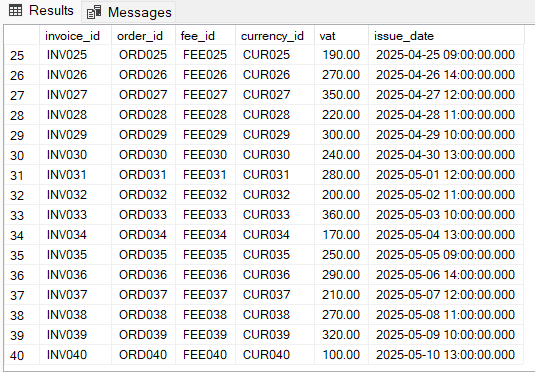 Results Messages
invoice_id order_id fee_id currency_id vat issue_date
25 INV025 ORD025 FEE025 CUR025 190.00 2025-04-25 09:00:00.000
26 INV026 ORD026 FEE026 CUR026 270.00 2025-04-26 14:00:00.000
27 INV027 ORD027 FEE027 CUR027 350.00 2025-04-27 12:00:00.000
28 INV028 ORD028 FEE028 CUR028 220.00 2025-04-28 11:00:00.000
29 INV029 ORD029 FEE029 CUR029 300.00 2025-04-29 10:00:00.000
30 INV030 ORD030 FEE030 CUR030 240.00 2025-04-30 13:00:00.000
31 INV031 ORD031 FEE031 CUR031 280.00 2025-05-01 12:00:00.000
32 INV032 ORD032 FEE032 CUR032 200.00 2025-05-02 11:00:00.000
33 INV033 ORD033 FEE033 CUR033 360.00 2025-05-03 10:00:00.000
34 INV034 ORD034 FEE034 CUR034 170.00 2025-05-04 13:00:00.000
35 INV035 ORD035 FEE035 CUR035 250.00 2025-05-05 09:00:00.000
36 INV036 ORD036 FEE036 CUR036 290.00 2025-05-06 14:00:00.000
37 INV037 ORD037 FEE037 CUR037 210.00 2025-05-07 12:00:00.000
38 INV038 ORD038 FEE038 CUR038 270.00 2025-05-08 11:00:00.000
39 INV039 ORD039 FEE039 CUR039 320.00 2025-05-09 10:00:00.000
40 INV040 ORD040 FEE040 CUR040 100.00 2025-05-10 13:00:00.000